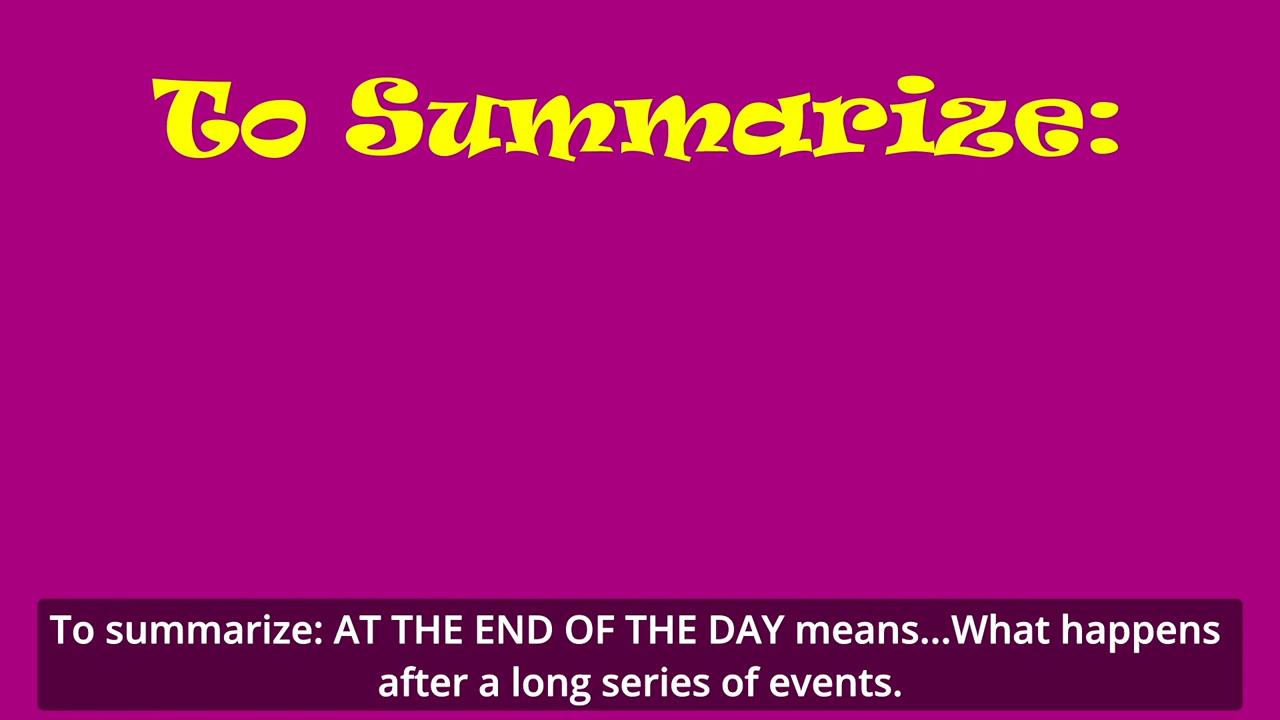 To Summarize:
To summarize: AT THE END OF THE DAY means...What happens
after a long series of events.